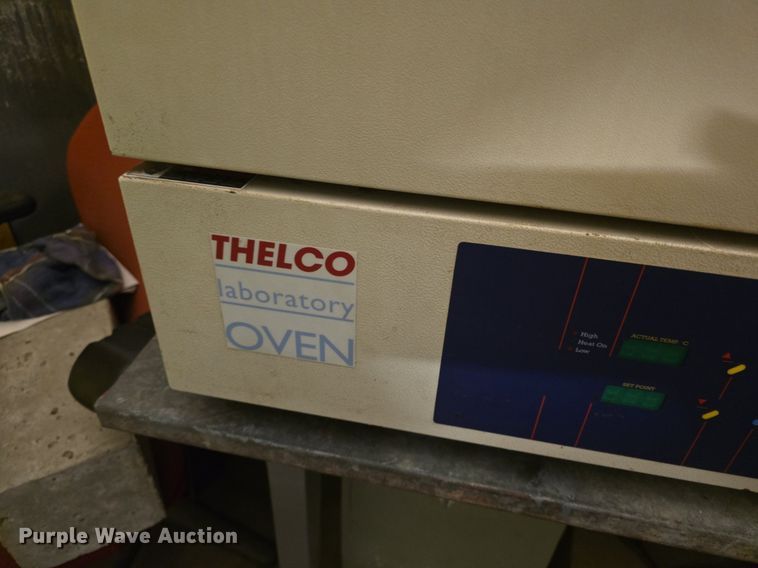 THELCO
laboratory
OVEN
High
Heat On
Low
ACTUAL TEMP °C
SET POINT
Purple Wave Auction